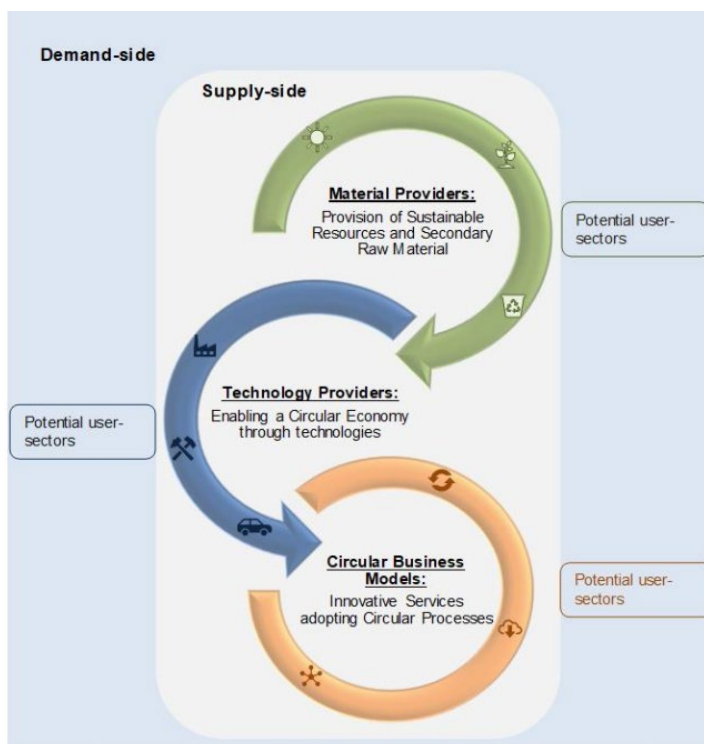 Demand-side
Supply-side
Material Providers:
Provision of Sustainable
Resources and Secondary
Raw Material
Potential user-
sectors
Technology Providers:
Enabling a Circular Economy
through technologies
Potential user-
sectors
Circular Business
Models:
Innovative Services
adopting Circular Processes
Potential user-
sectors